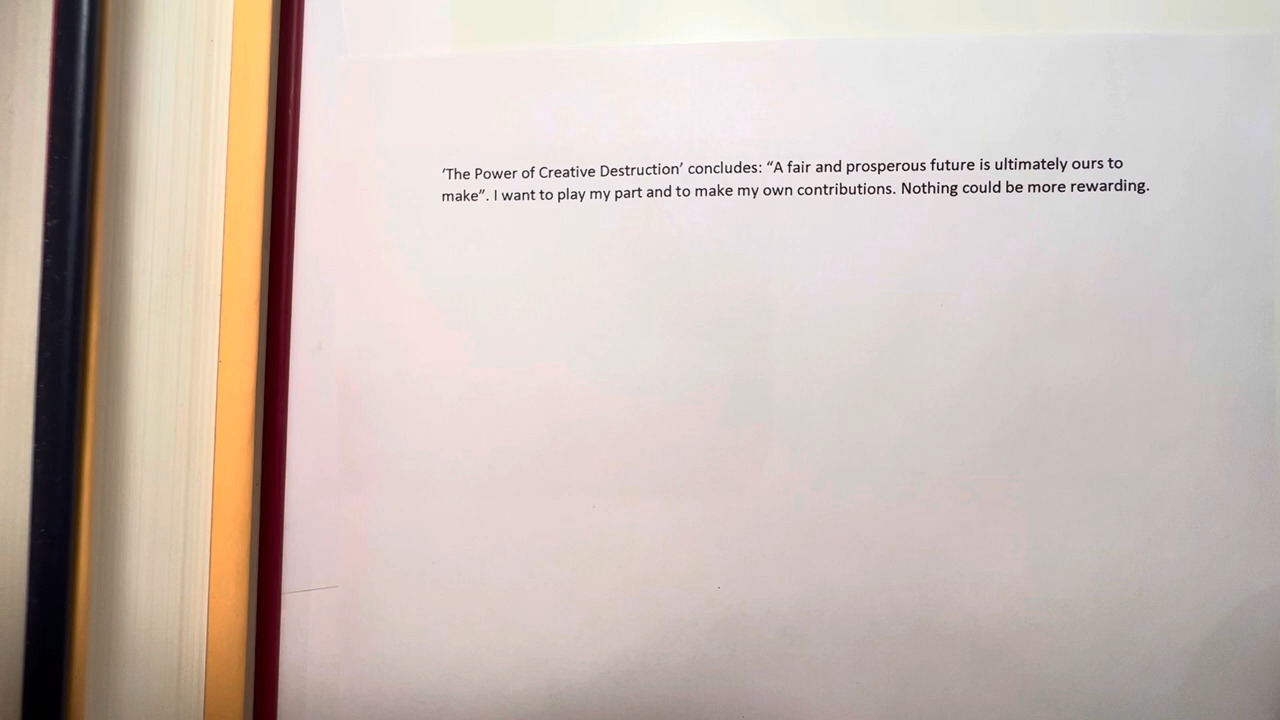 ‘The Power of Creative Destruction’ concludes: “A fair and prosperous future is ultimately ours to
make”. I want to play my part and to make my own contributions. Nothing could be more rewarding.